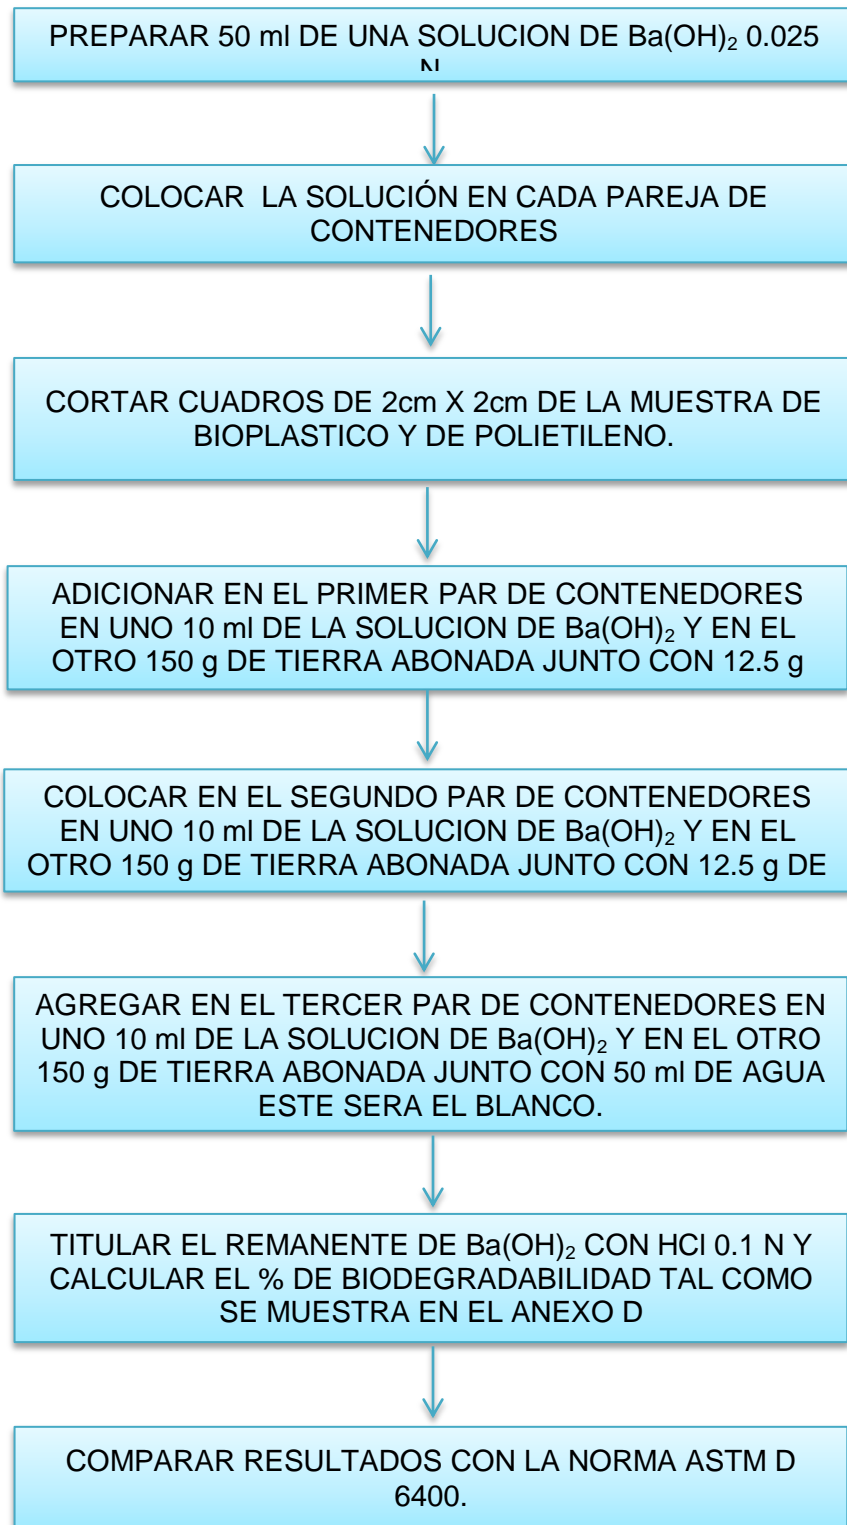 PREPARAR 50 ml DE UNA SOLUCION DE Ba(OH)₂ 0.025
N
COLOCAR  LA SOLUCIÓN EN CADA PAREJA DE
CONTENEDORES
CORTAR CUADROS DE 2cm X 2cm DE LA MUESTRA DE
BIOPLASTICO Y DE POLIETILENO.
ADICIONAR EN EL PRIMER PAR DE CONTENEDORES
EN UNO 10 ml DE LA SOLUCION DE Ba(OH)₂ Y EN EL
OTRO 150 g DE TIERRA ABONADA JUNTO CON 12.5 g
COLOCAR EN EL SEGUNDO PAR DE CONTENEDORES
EN UNO 10 ml DE LA SOLUCION DE Ba(OH)₂ Y EN EL
OTRO 150 g DE TIERRA ABONADA JUNTO CON 12.5 g DE
AGREGAR EN EL TERCER PAR DE CONTENEDORES EN
UNO 10 ml DE LA SOLUCION DE Ba(OH)₂ Y EN EL OTRO
150 g DE TIERRA ABONADA JUNTO CON 50 ml DE AGUA
ESTE SERA EL BLANCO.
TITULAR EL REMANENTE DE Ba(OH)₂ CON HCl 0.1 N Y
CALCULAR EL % DE BIODEGRADABILIDAD TAL COMO
SE MUESTRA EN EL ANEXO D
COMPARAR RESULTADOS CON LA NORMA ASTM D
6400.